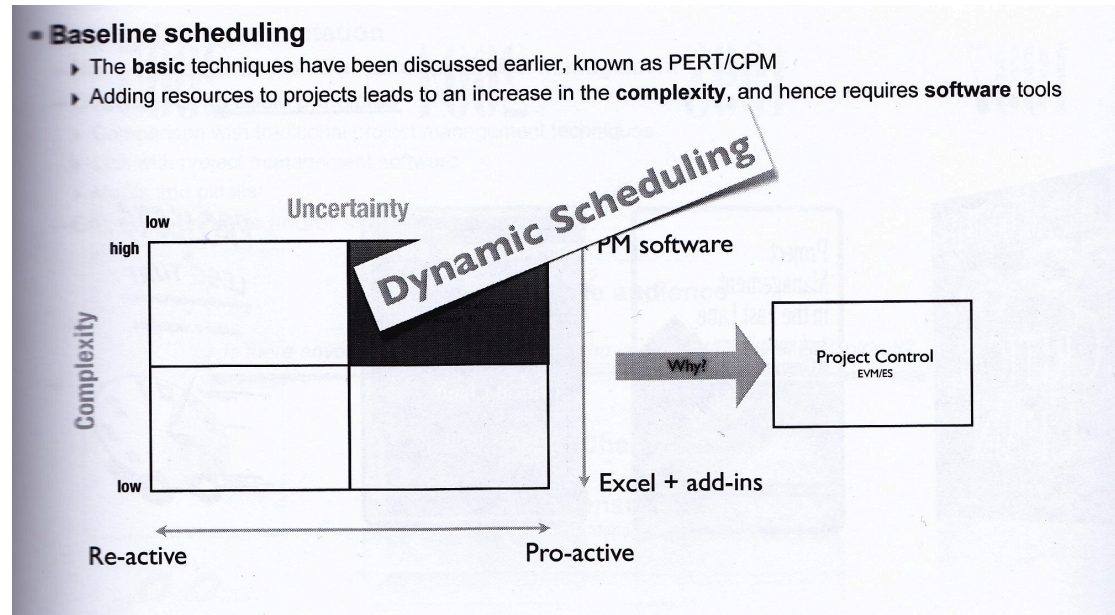 Baseline scheduling
The basic techniques have been discussed earlier, known as PERT/CPM
Adding resources to projects leads to an increase in the complexity, and hence requires software tools
Dynamic Scheduling
Uncertainty
low
high
PM software
Complexity
Why?
Project Control
EVM/ES
low
Excel + add-ins
Re-active
Pro-active